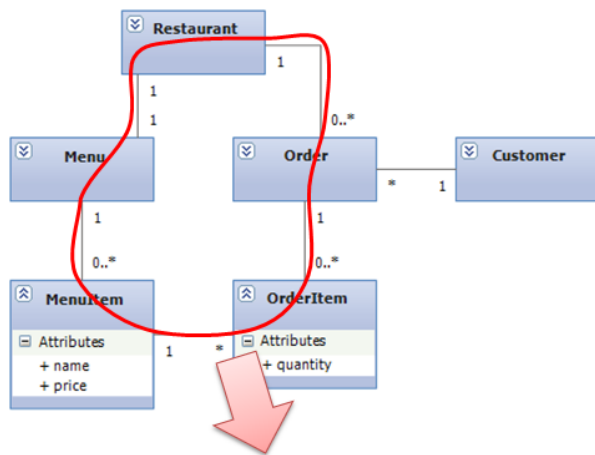 Restaurant
1
1
1
0..*
Menu
Order
Customer
*
1
1
1
0..*
0..*
MenuItem
OrderItem
Attributes
1
*
Attributes
+ name
+ quantity
+ price